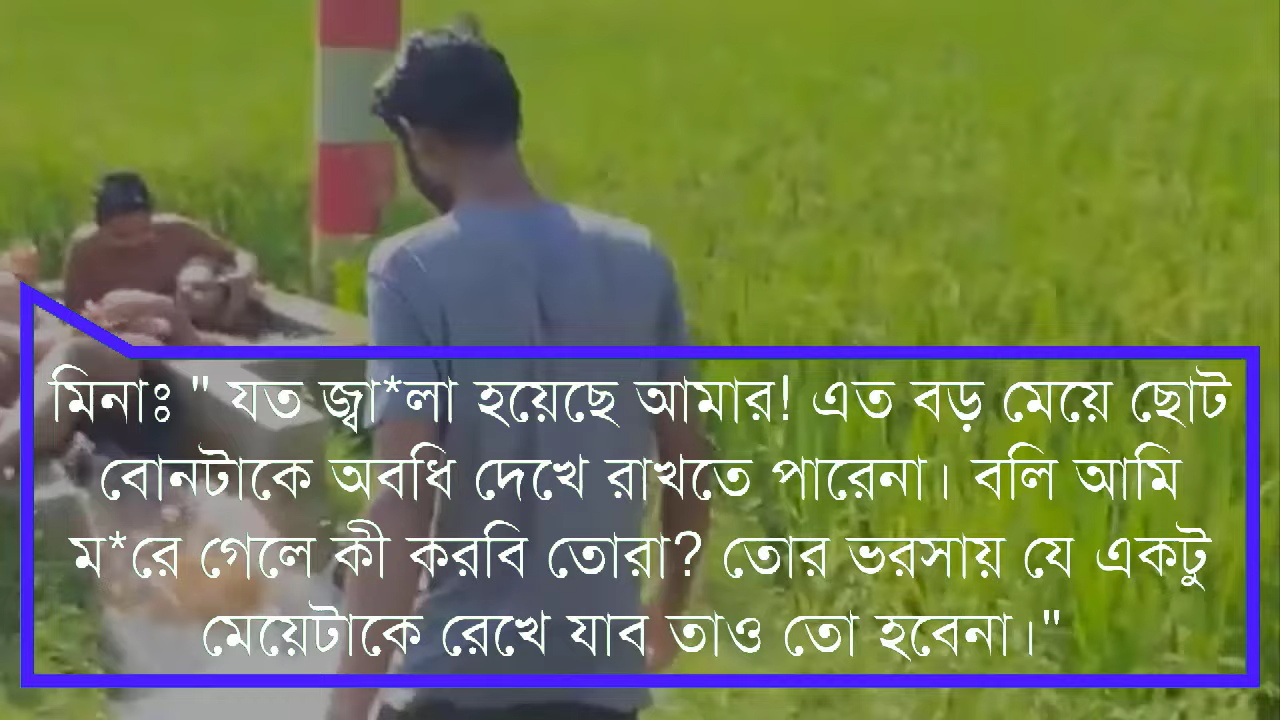 মিনাঃ " যত জ্বা*লা হয়েছে আমার! এত বড় মেয়ে ছোট
বোনটাকে অবধি দেখে রাখতে পারেনা। বলি আমি
ম*রে গেলে কী করবি তোরা? তোর ভরসায় যে একটু
মেয়েটাকে রেখে যাব তাও তো হবেনা।"